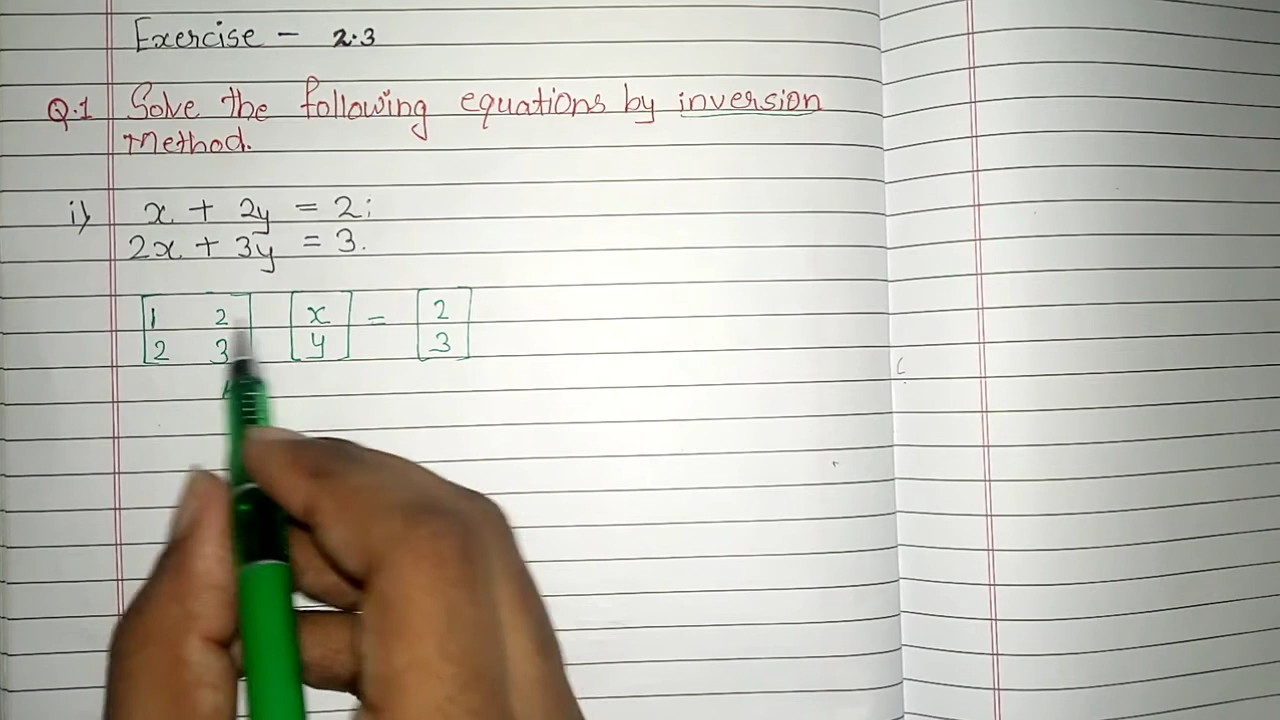 Exercise - 2.3
Q.1 Solve the following equations by inversion
Method.
i) x + 2y = 2;
2x + 3y = 3.
[1 2] [x] = [2]
[2 3] [y] [3]